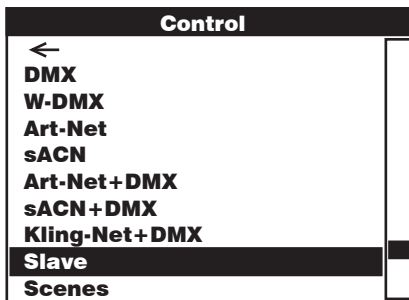 Control
←
DMX
W-DMX
Art-Net
sACN
Art-Net+DMX
sACN+DMX
Kling-Net+DMX
Slave
Scenes